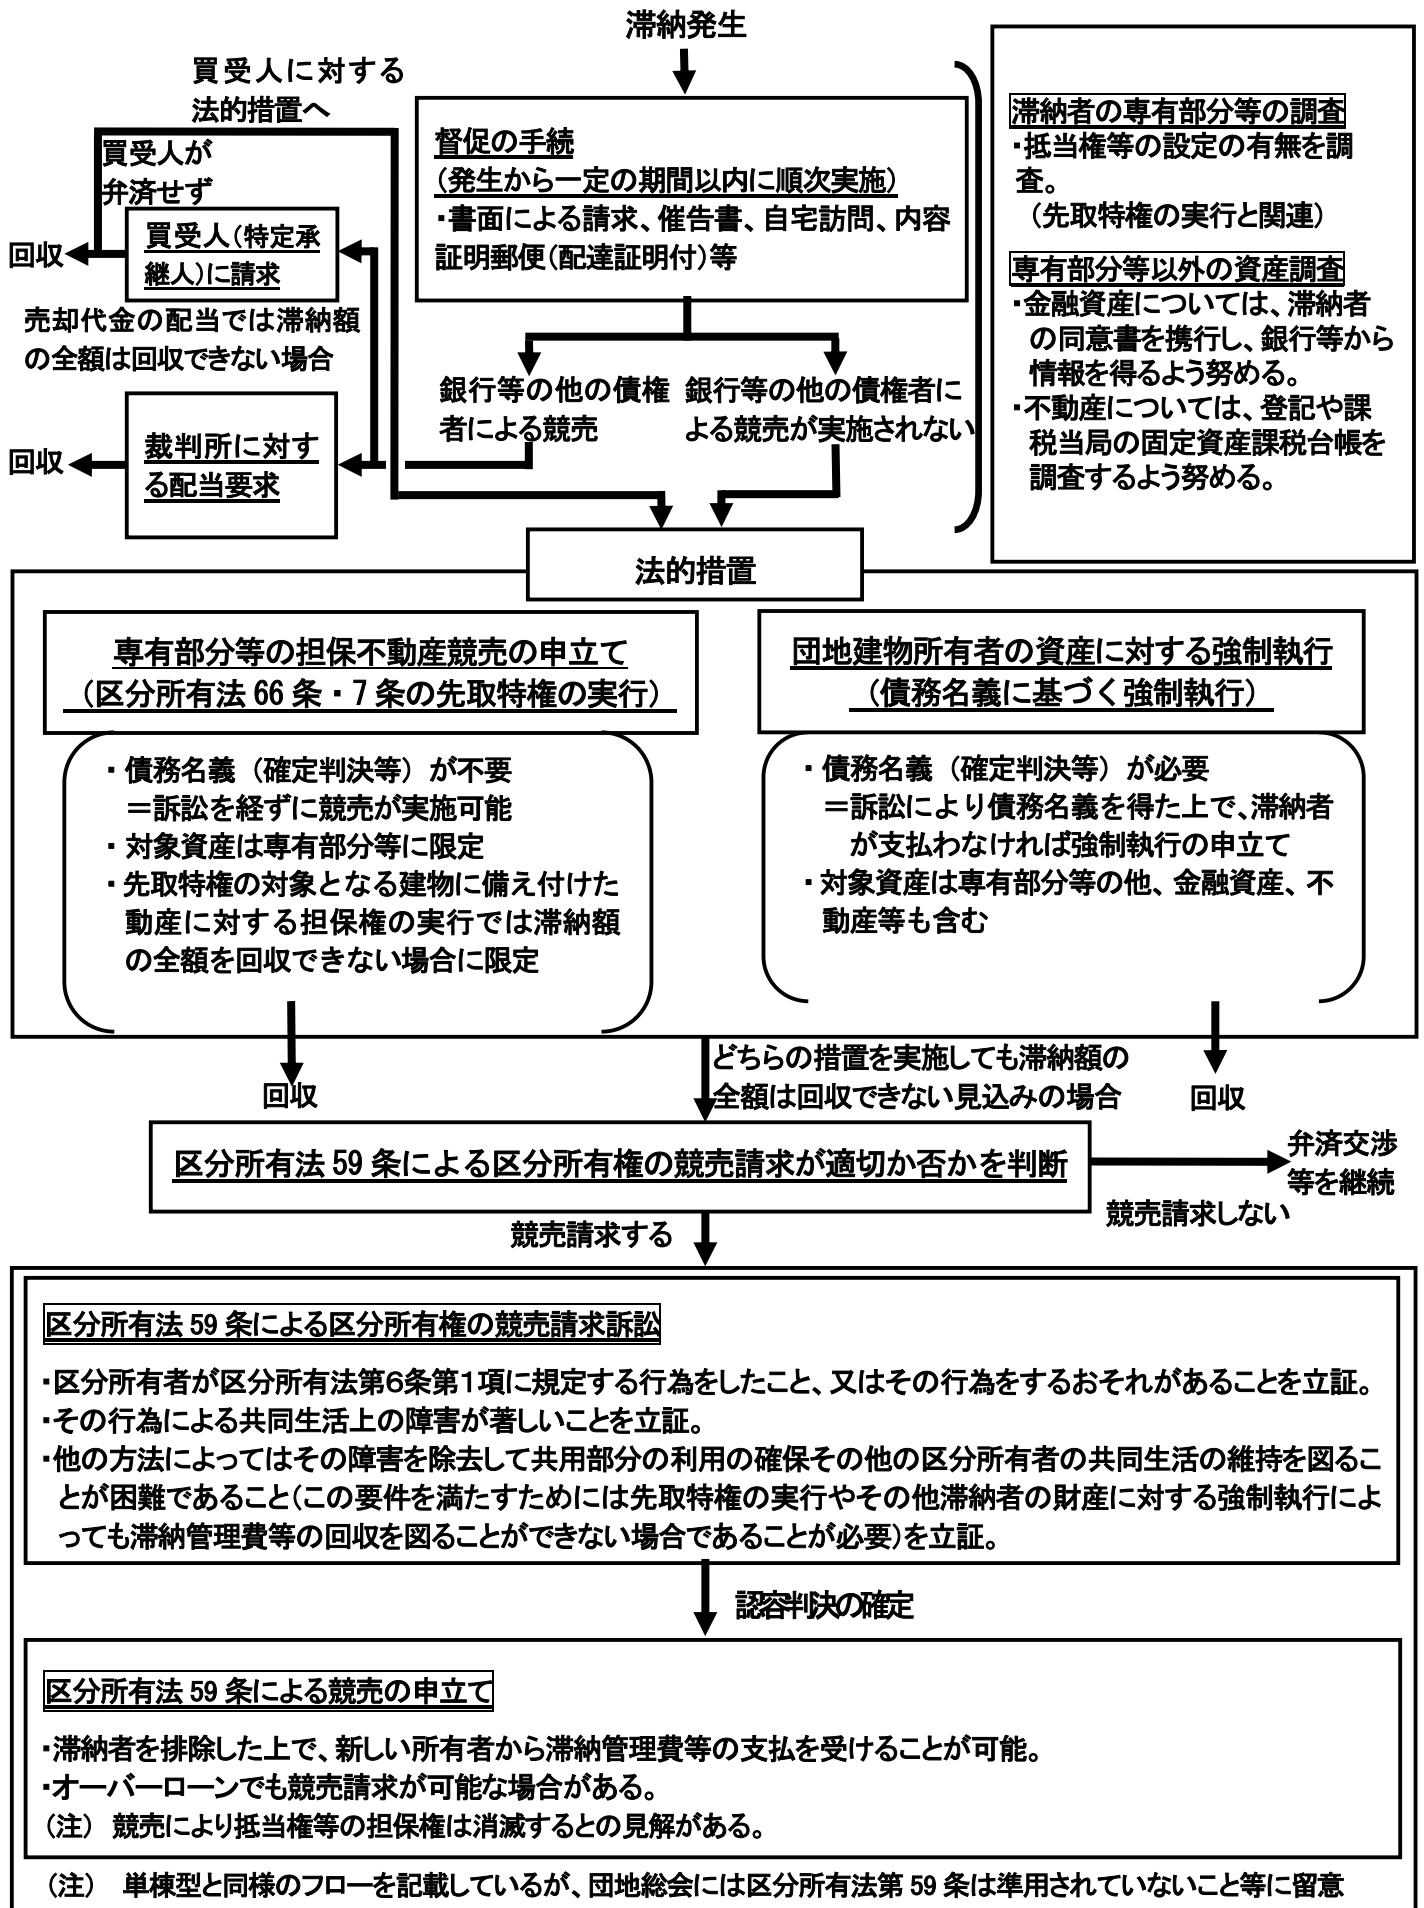 滞納発生
買受人に対する
法的措置へ
買受人が
弁済せず
回収
買受人（特定承
継人）に請求
売却代金の配当では滞納額
の全額は回収できない場合
回収
裁判所に対す
る配当要求
督促の手続
（発生から一定の期間以内に順次実施）
・書面による請求、催告書、自宅訪問、内容
証明郵便（配達証明付）等
銀行等の他の債権
者による競売
銀行等の他の債権者に
よる競売が実施されない
滞納者の専有部分等の調査
・抵当権等の設定の有無を調
査。
（先取特権の実行と関連）
専有部分等以外の資産調査
・金融資産については、滞納者
の同意書を携行し、銀行等から
情報を得るよう努める。
・不動産については、登記や課
税当局の固定資産課税台帳を
調査するよう努める。
法的措置
専有部分等の担保不動産競売の申立て
（区分所有法 66 条・７条の先取特権の実行）
・債務名義（確定判決等）が不要
＝訴訟を経ずに競売が実施可能
・対象資産は専有部分等に限定
・先取特権の対象となる建物に備え付けた
動産に対する担保権の実行では滞納額
の全額を回収できない場合に限定
団地建物所有者の資産に対する強制執行
（債務名義に基づく強制執行）
・債務名義（確定判決等）が必要
＝訴訟により債務名義を得た上で、滞納者
が支払わなければ強制執行の申立て
・対象資産は専有部分等の他、金融資産、不
動産等も含む
回収
どちらの措置を実施しても滞納額の
全額は回収できない見込みの場合
回収
区分所有法 59 条による区分所有権の競売請求が適切か否かを判断
弁済交渉
等を継続
競売請求しない
競売請求する
区分所有法 59 条による区分所有権の競売請求訴訟
・区分所有者が区分所有法第６条第１項に規定する行為をしたこと、又はその行為をするおそれがあることを立証。
・その行為による共同生活上の障害が著しいことを立証。
・他の方法によってはその障害を除去して共用部分の利用の確保その他の区分所有者の共同生活の維持を図るこ
とが困難であること（この要件を満たすためには先取特権の実行やその他滞納者の財産に対する強制執行によ
っても滞納管理費等の回収を図ることができない場合であることが必要）を立証。
認容判決の確定
区分所有法 59 条による競売の申立て
・滞納者を排除した上で、新しい所有者から滞納管理費等の支払を受けることが可能。
・オーバーローンでも競売請求が可能な場合がある。
（注） 競売により抵当権等の担保権は消滅するとの見解がある。
（注） 単棟型と同様のフローを記載しているが、団地総会には区分所有法第 59 条は準用されていないこと等に留意